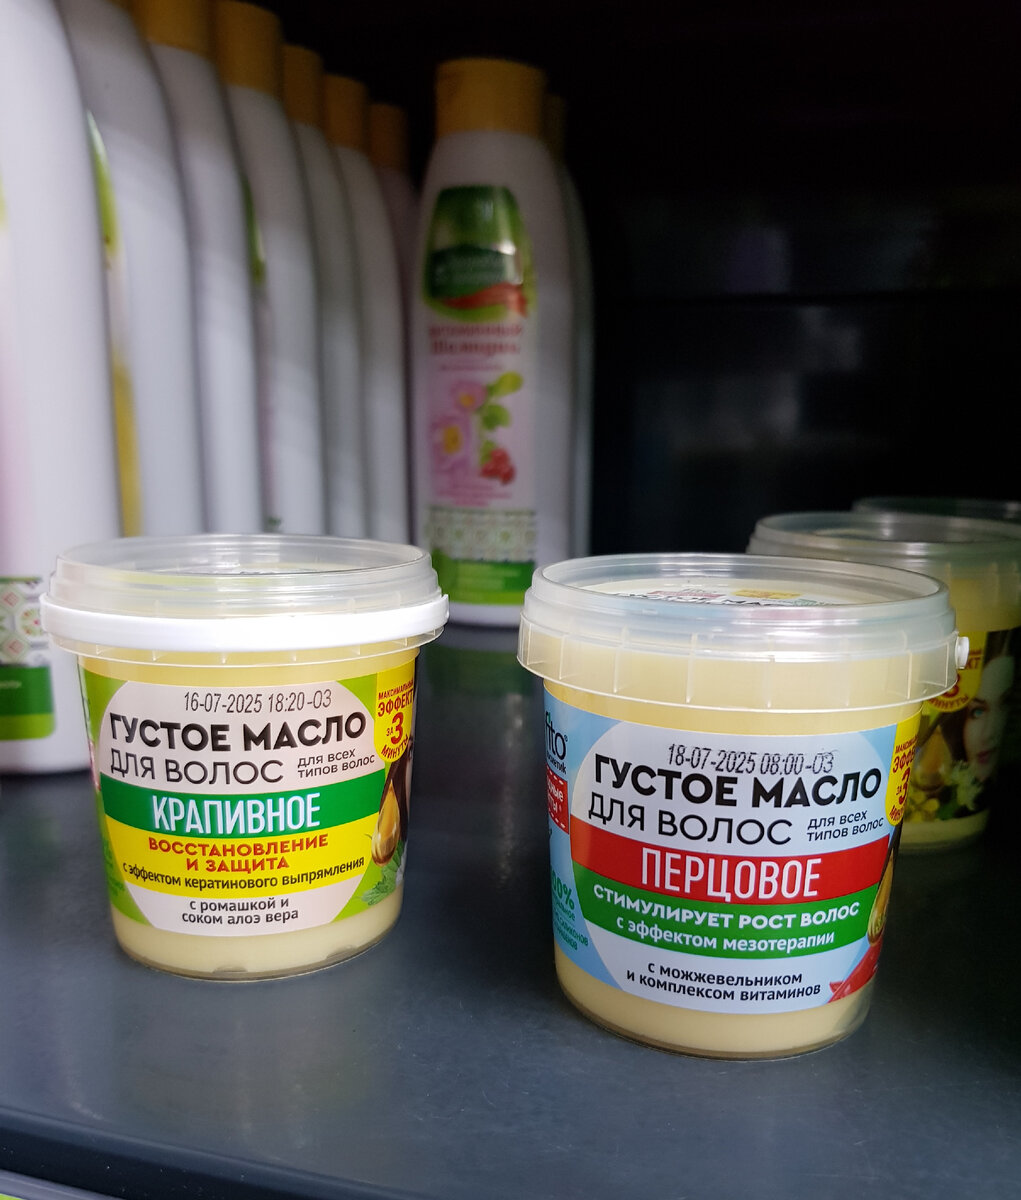 16-07-2025 18:20-03
ГУСТОЕ МАСЛО
ДЛЯ ВОЛОС
ДЛЯ ВСЕХ
ТИПОВ ВОЛОС
КРАПИВНОЕ
ВОССТАНОВЛЕНИЕ
И ЗАЩИТА
с эффектом кератинового выпрямления
с ромашкой и
соком алоэ вера
ЭФФЕКТ
ЗА 3
МИНУТЫ
fito
18-07-2025 08:00-03
ГУСТОЕ МАСЛО
ДЛЯ ВОЛОС
ДЛЯ ВСЕХ
ТИПОВ ВОЛОС
ПЕРЦОВОЕ
СТИМУЛИРУЕТ РОСТ ВОЛОС
с эффектом мезотерапии
с можжевельником
и комплексом витаминов
Шампунь